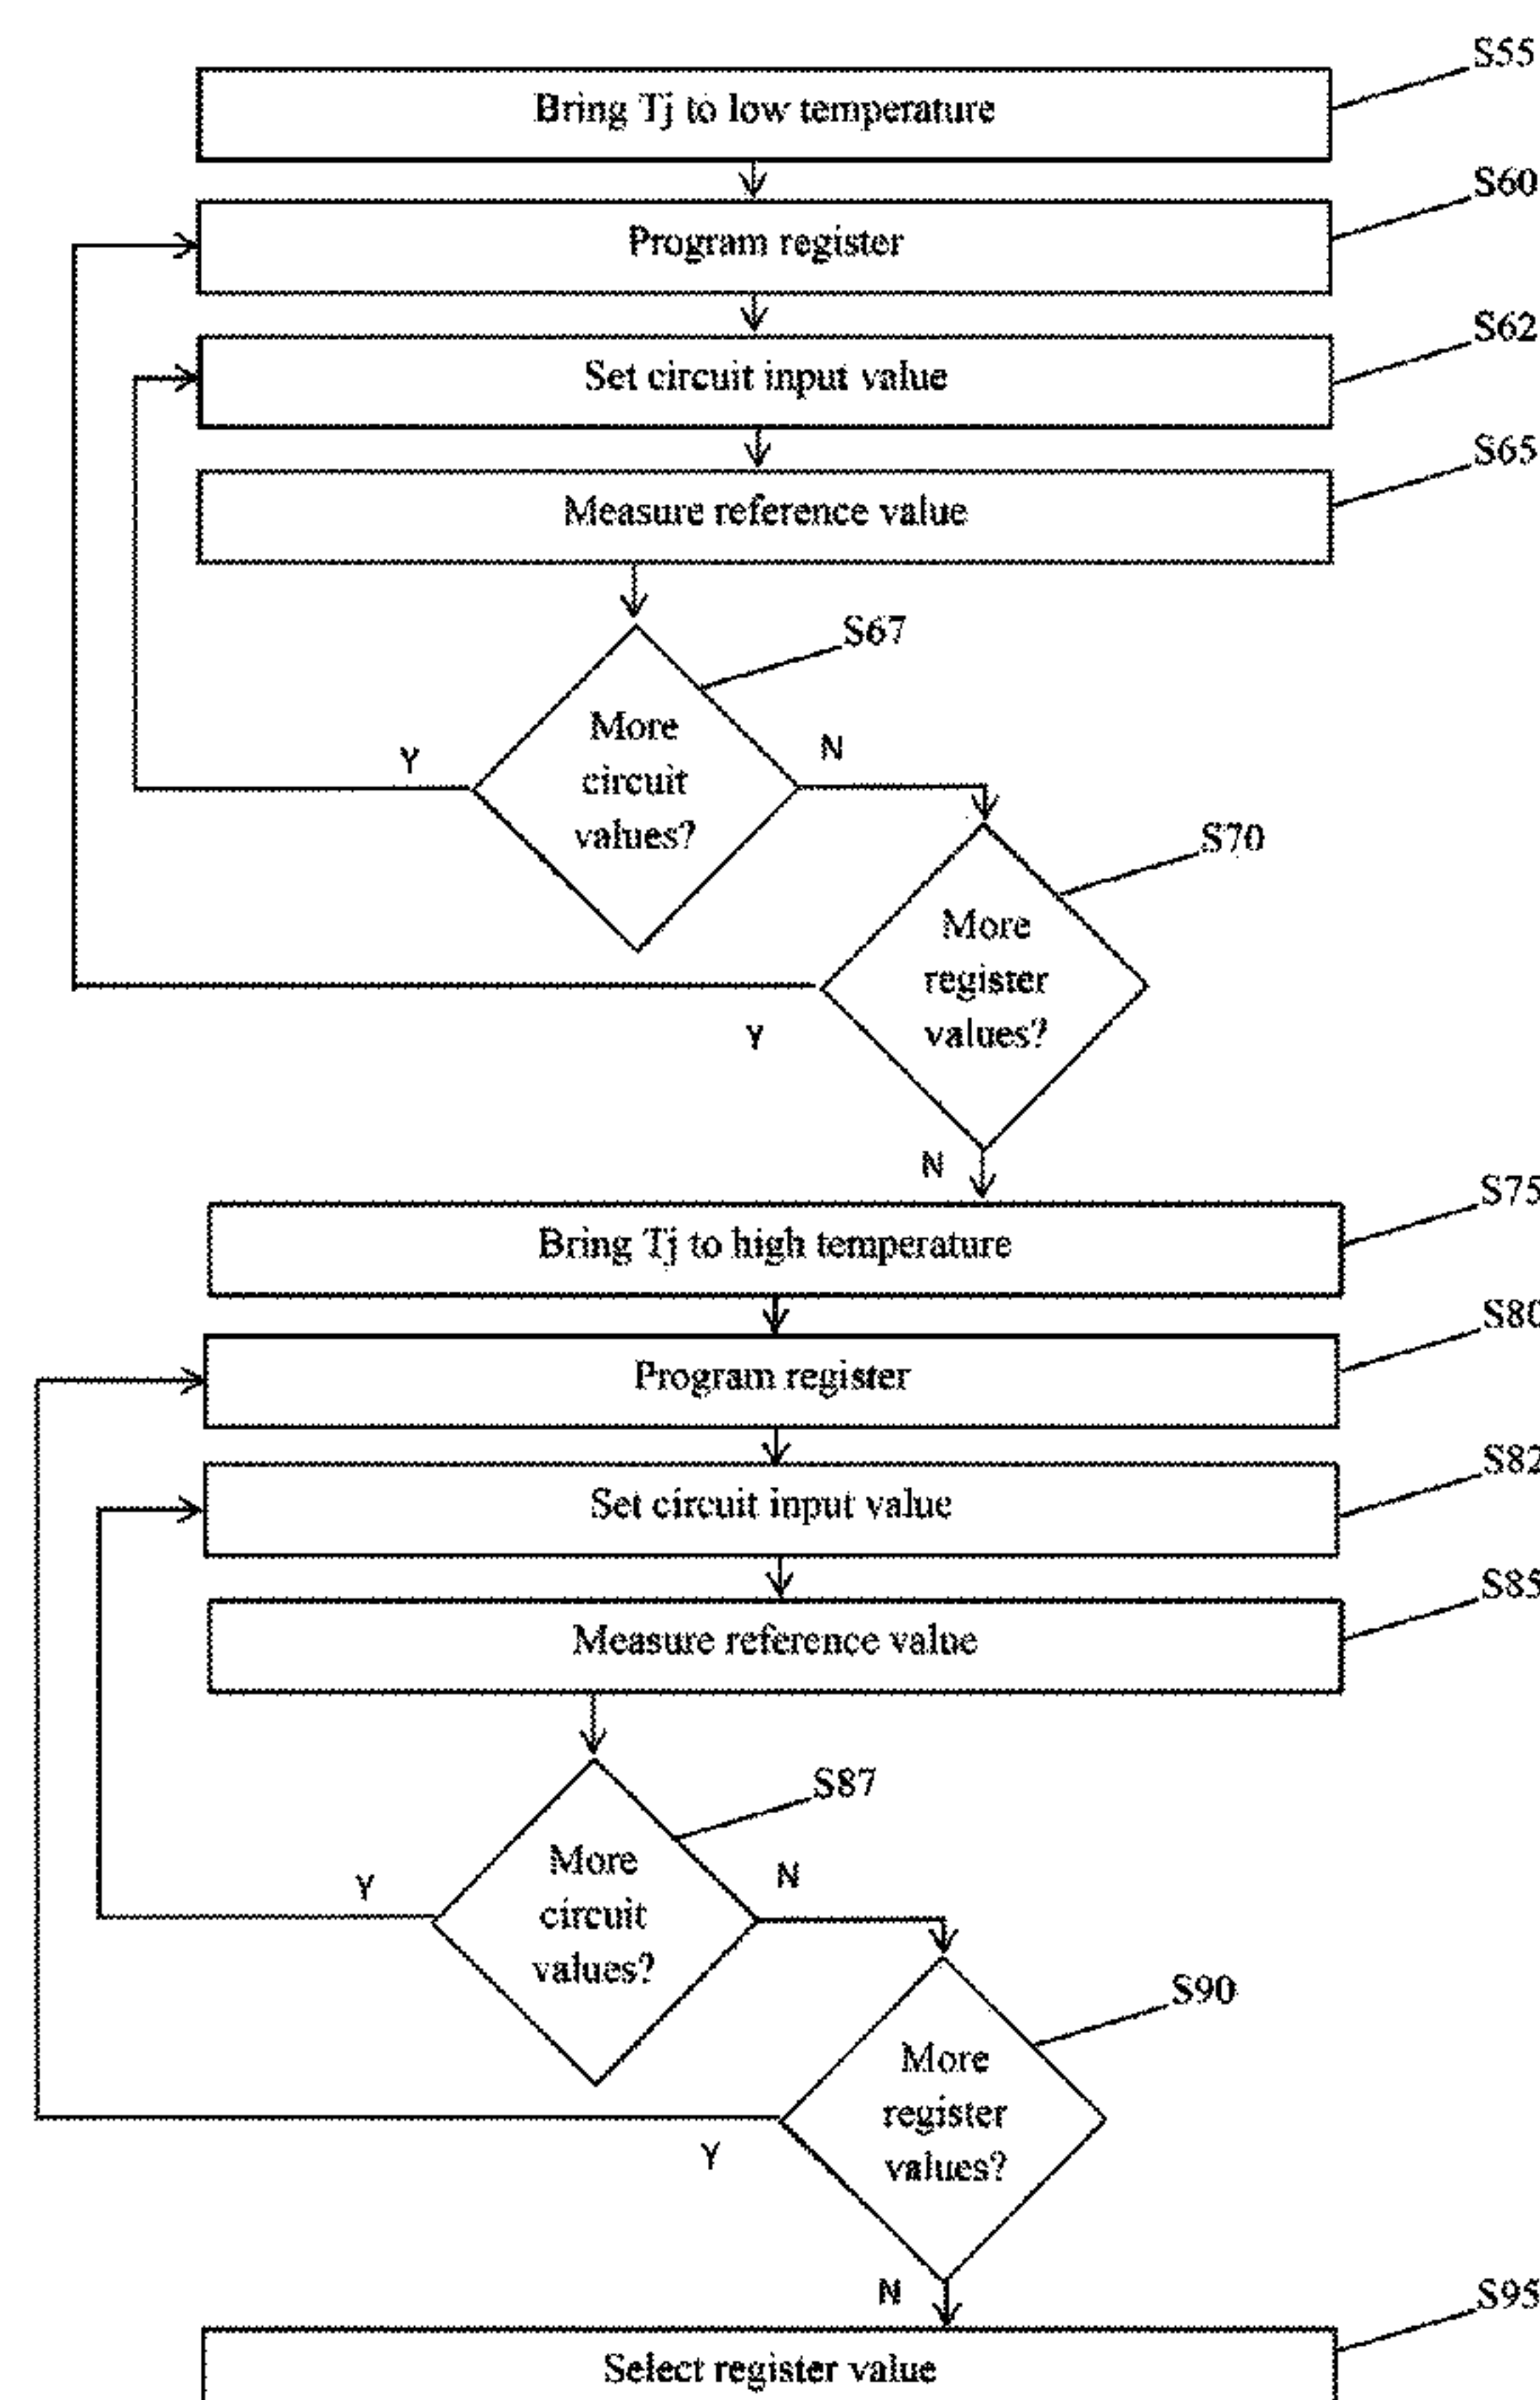 S55
Bring Tj to low temperature
S60
Program register
S62
Set circuit input value
S65
Measure reference value
S67
More
circuit
values?
Y
N
S70
More
register
values?
Y
N
S75
Bring Tj to high temperature
S80
Program register
S82
Set circuit input value
S85
Measure reference value
S87
More
circuit
values?
Y
N
S90
More
register
values?
Y
N
S95
Select register value